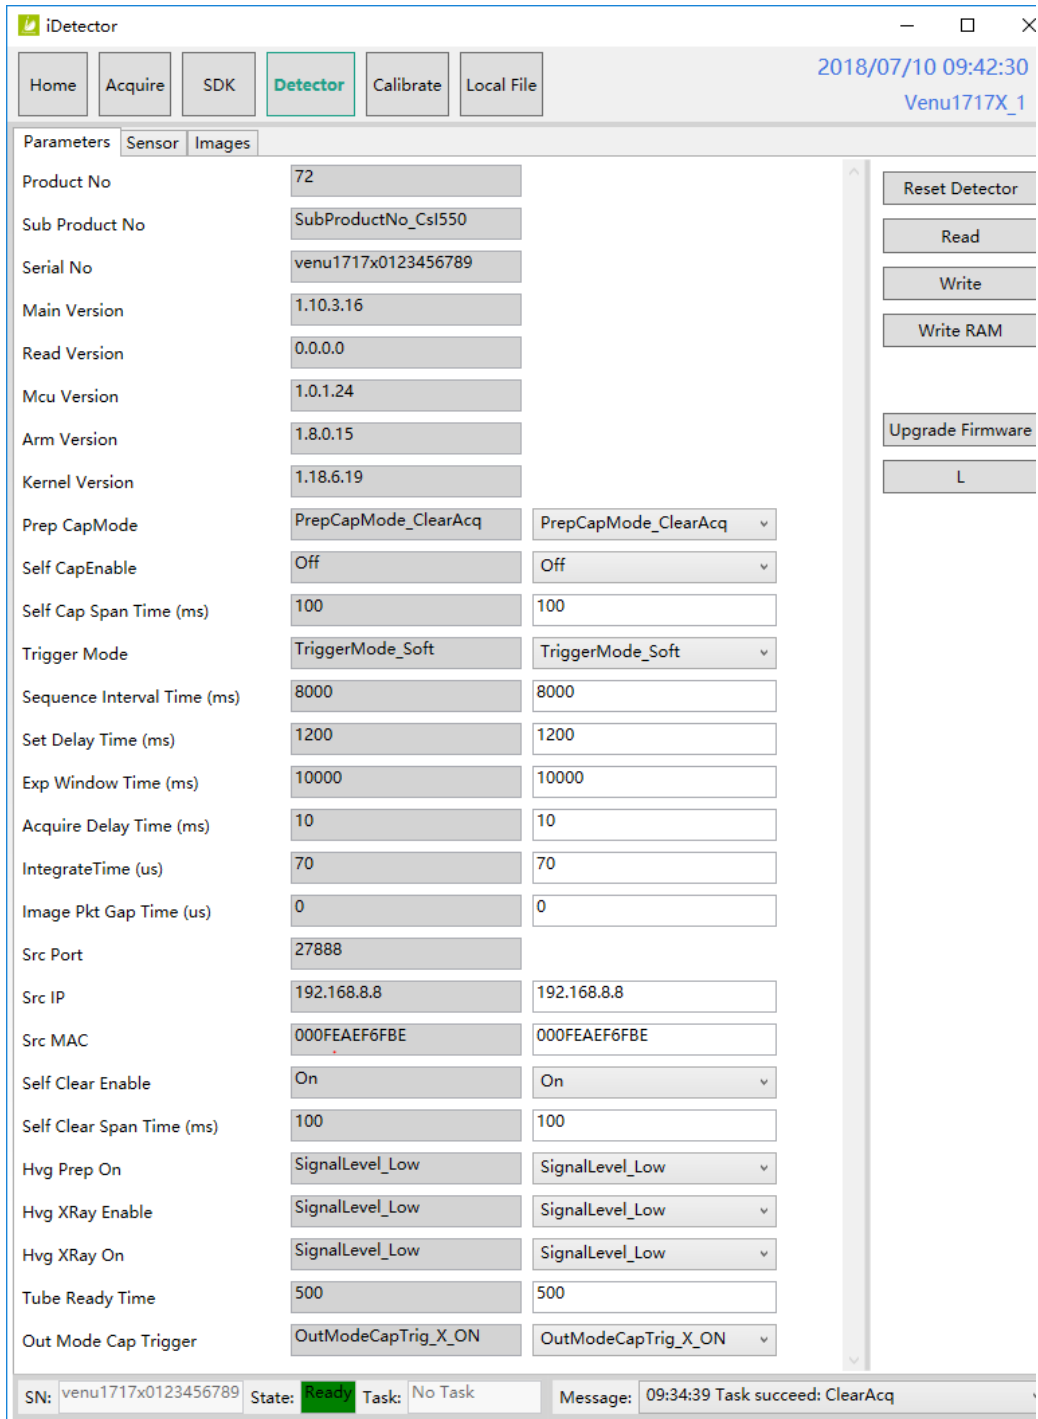 iDetector
Home Acquire SDK Detector Calibrate Local File
2018/07/10 09:42:30
Venu1717X_1
Parameters Sensor Images
Product No 72
Reset Detector
Sub Product No SubProductNo_CsI550
Read
Serial No venu1717x0123456789
Write
Main Version 1.10.3.16
Write RAM
Read Version 0.0.0.0
Mcu Version 1.0.1.24
Arm Version 1.8.0.15
Upgrade Firmware
Kernel Version 1.18.6.19
L
Prep CapMode PrepCapMode_ClearAcq PrepCapMode_ClearAcq
Self CapEnable Off Off
Self Cap Span Time (ms) 100 100
Trigger Mode TriggerMode_Soft TriggerMode_Soft
Sequence Interval Time (ms) 8000 8000
Set Delay Time (ms) 1200 1200
Exp Window Time (ms) 10000 10000
Acquire Delay Time (ms) 10 10
IntegrateTime (us) 70 70
Image Pkt Gap Time (us) 0 0
Src Port 27888
Src IP 192.168.8.8 192.168.8.8
Src MAC 000FEAEF6FBE 000FEAEF6FBE
Self Clear Enable On On
Self Clear Span Time (ms) 100 100
Hvg Prep On SignalLevel_Low SignalLevel_Low
Hvg XRay Enable SignalLevel_Low SignalLevel_Low
Hvg XRay On SignalLevel_Low SignalLevel_Low
Tube Ready Time 500 500
Out Mode Cap Trigger OutModeCapTrig_X_ON OutModeCapTrig_X_ON
SN: venu1717x0123456789 State: Ready Task: No Task Message: 09:34:39 Task succeed: ClearAcq